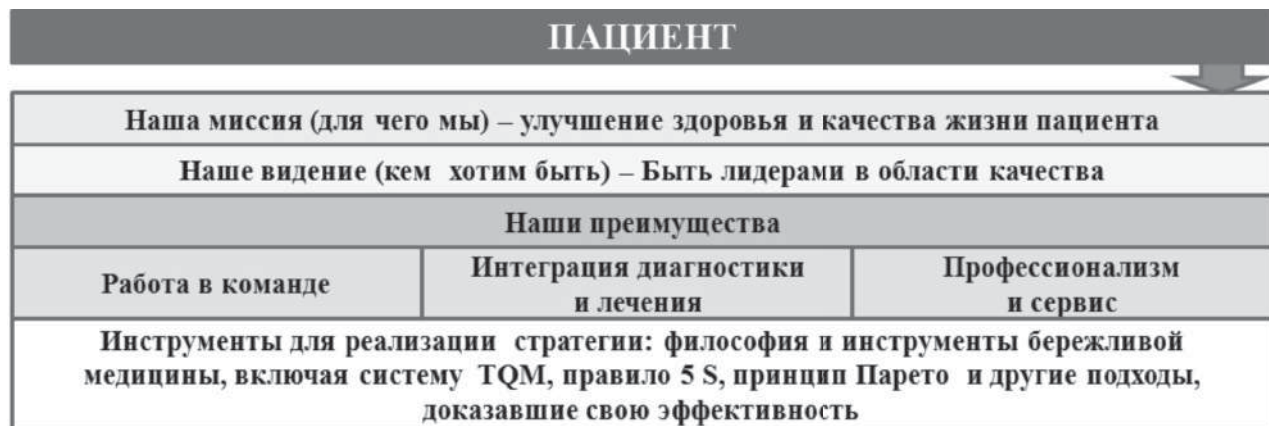 ПАЦИЕНТ
Наша миссия (для чего мы) – улучшение здоровья и качества жизни пациента
Наше видение (кем хотим быть) – Быть лидерами в области качества
Наши преимущества
Работа в команде
Интеграция диагностики
и лечения
Профессионализм
и сервис
Инструменты для реализации стратегии: философия и инструменты бережливой
медицины, включая систему TQM, правило 5 S, принцип Парето и другие подходы,
доказавшие свою эффективность